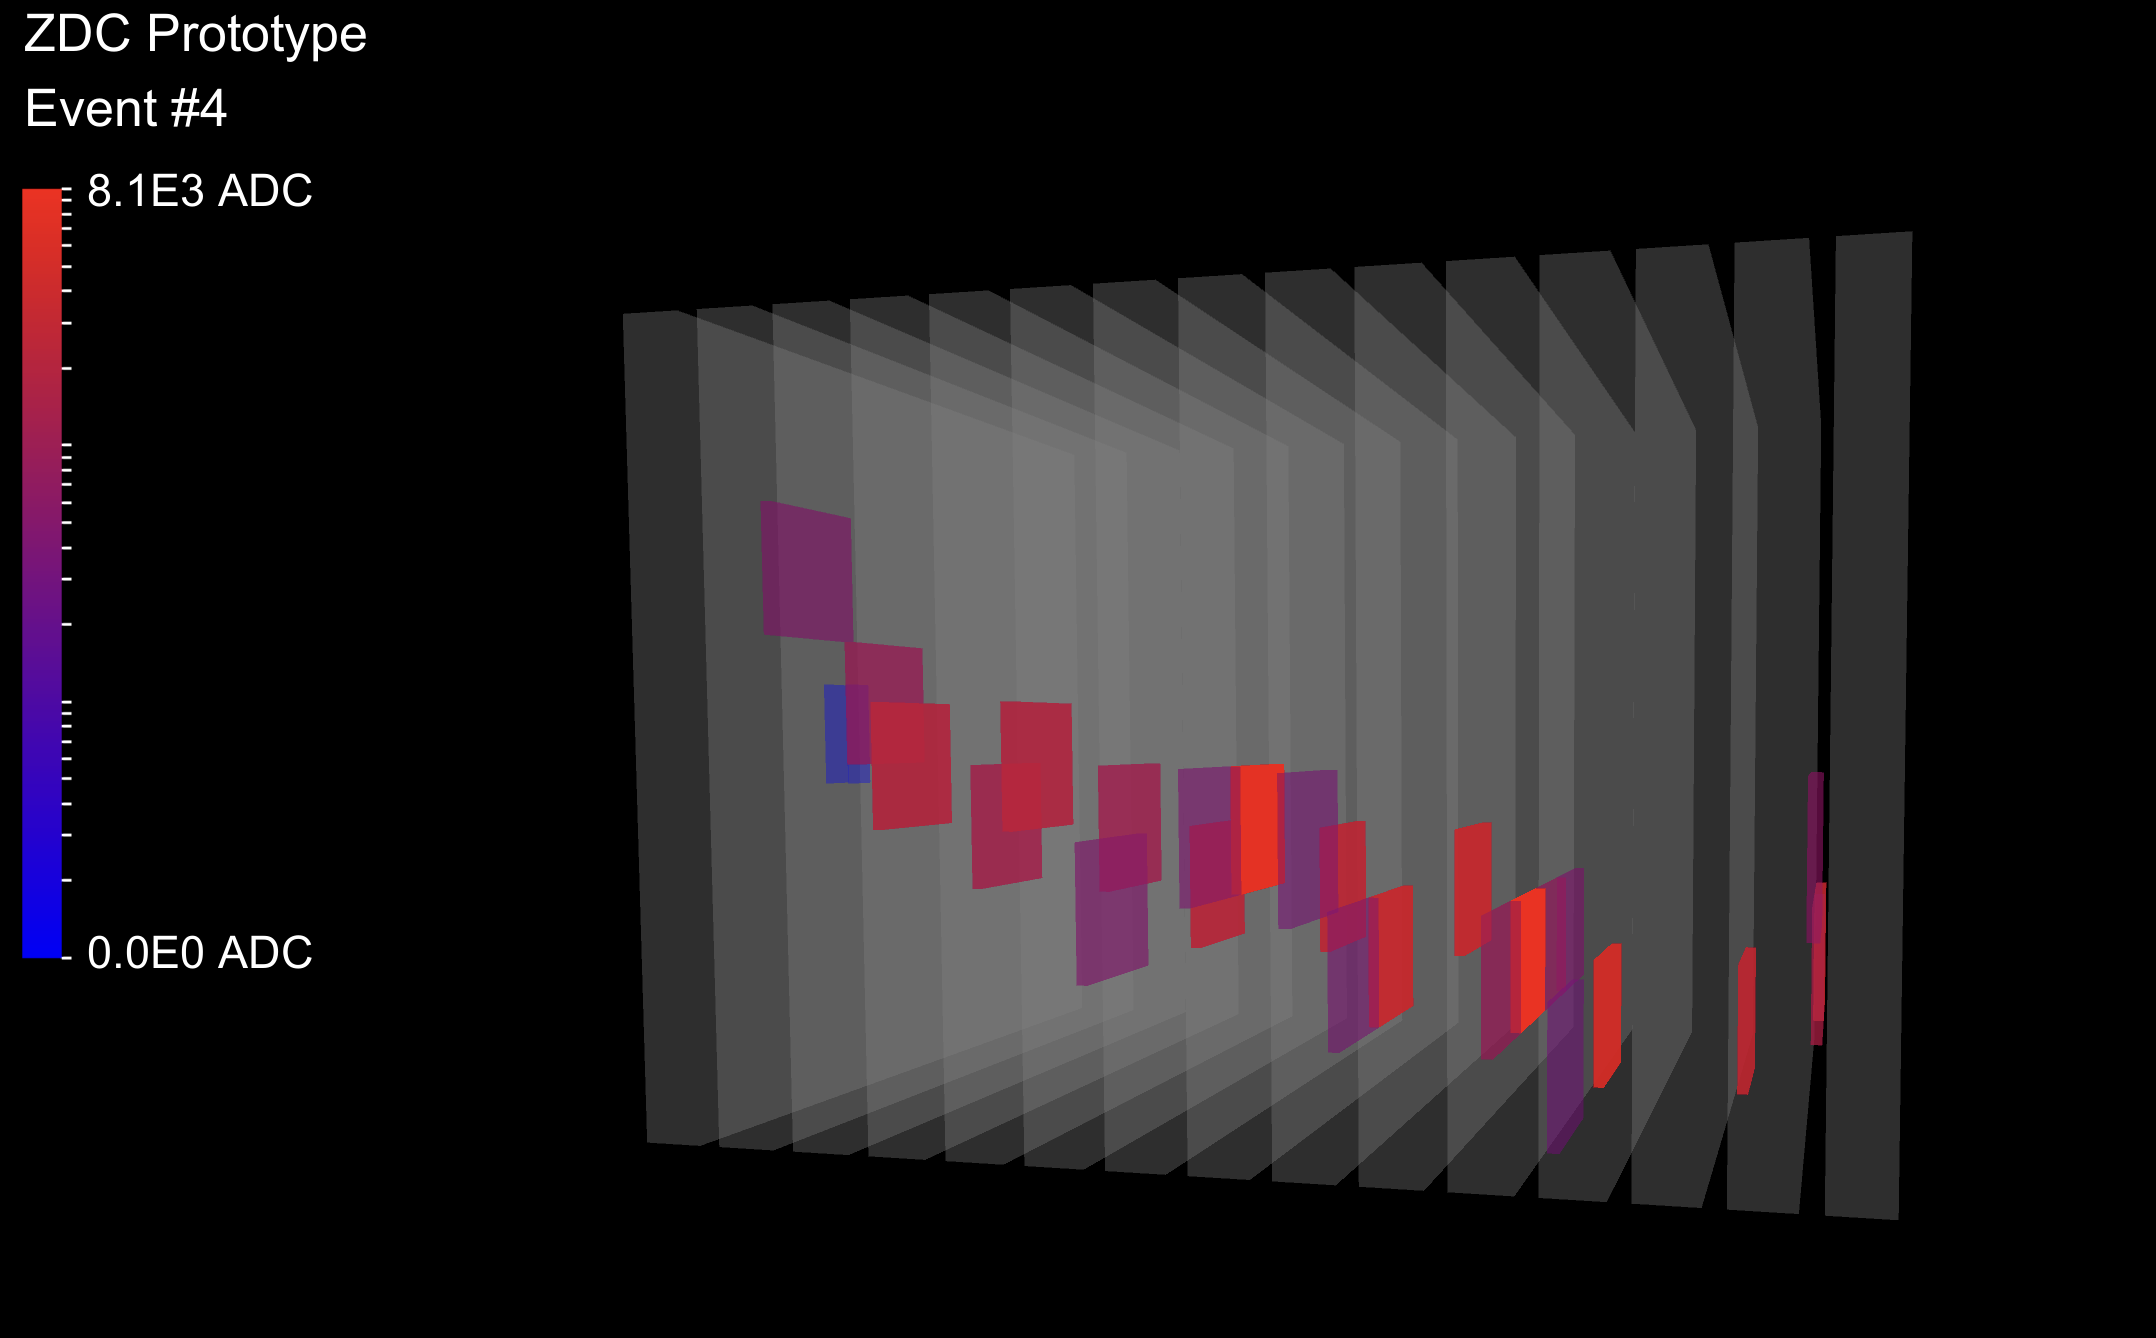 ZDC Prototype
Event #4
8.1E3 ADC
0.0E0 ADC